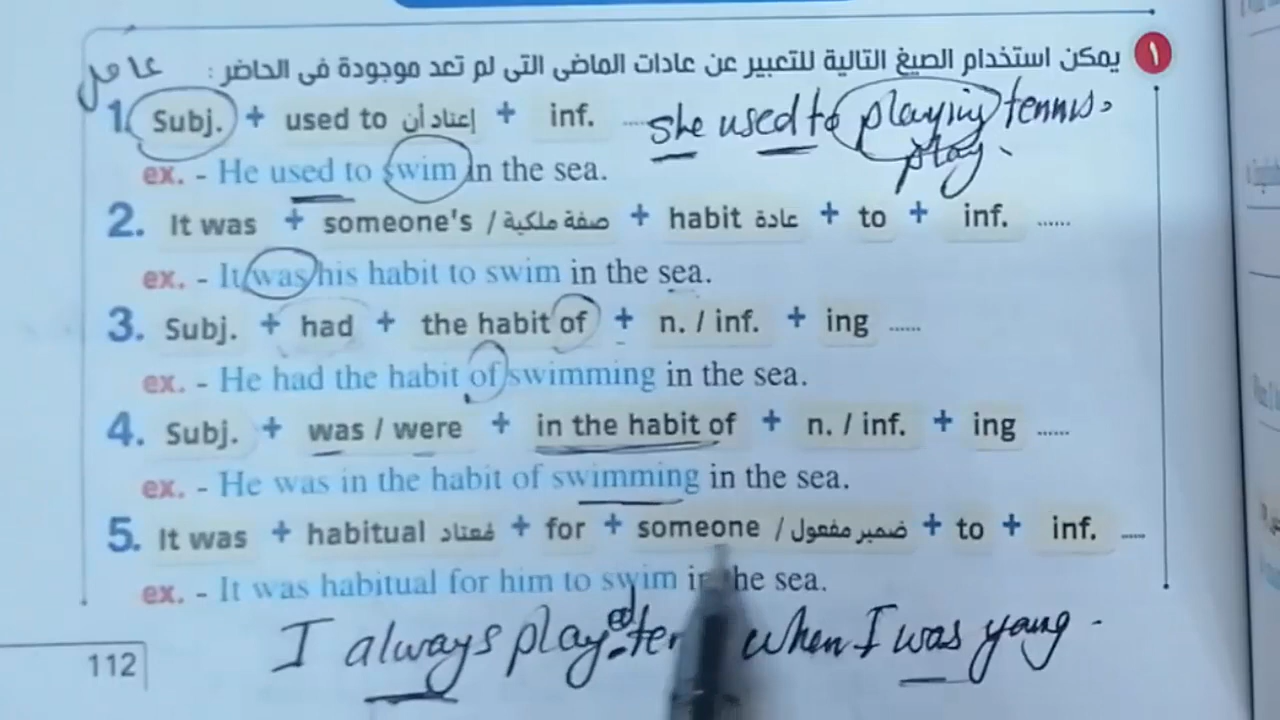 ١ يمكن استخدام الصيغ التالية للتعبير عن عادات الماضى التى لم تعد موجودة فى الحاضر :
عامل
1. Subj. + used to إعتاد أن + inf. ..... she used to playing tennis.
play.
ex. - He used to swim in the sea.
2. It was + someone's / صفة ملكية + habit عادة + to + inf. ......
ex. - It was his habit to swim in the sea.
3. Subj. + had + the habit of + n. / inf. + ing ......
ex. - He had the habit of swimming in the sea.
4. Subj. + was / were + in the habit of + n. / inf. + ing ......
ex. - He was in the habit of swimming in the sea.
5. It was + habitual مُعتاد + for + someone / ضمير مفعول + to + inf. .....
ex. - It was habitual for him to swim in the sea.
I always played when I was young.
112